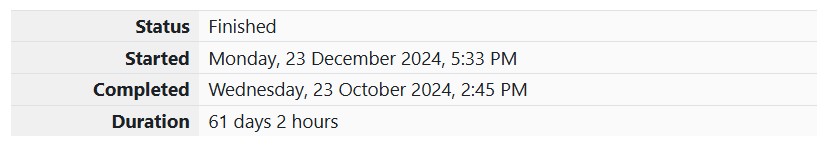 Status Finished
Started Monday, 23 December 2024, 5:33 PM
Completed Wednesday, 23 October 2024, 2:45 PM
Duration 61 days 2 hours